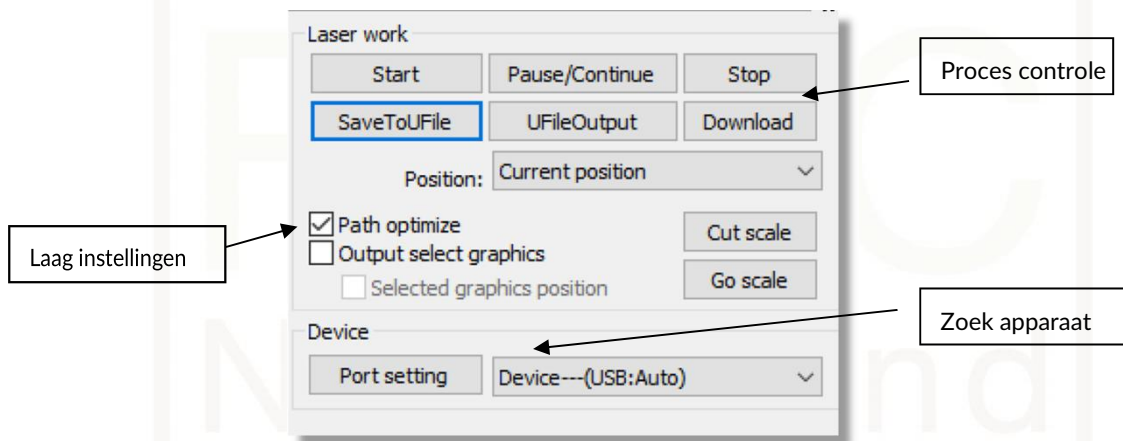 Laser work
Start Pause/Continue Stop
Proces controle
SaveToUFile UFileOutput Download
Position: Current position
Path optimize Cut scale
Laag instellingen
Output select graphics
Selected graphics position Go scale
Device
Zoek apparaat
Port setting Device---(USB:Auto)